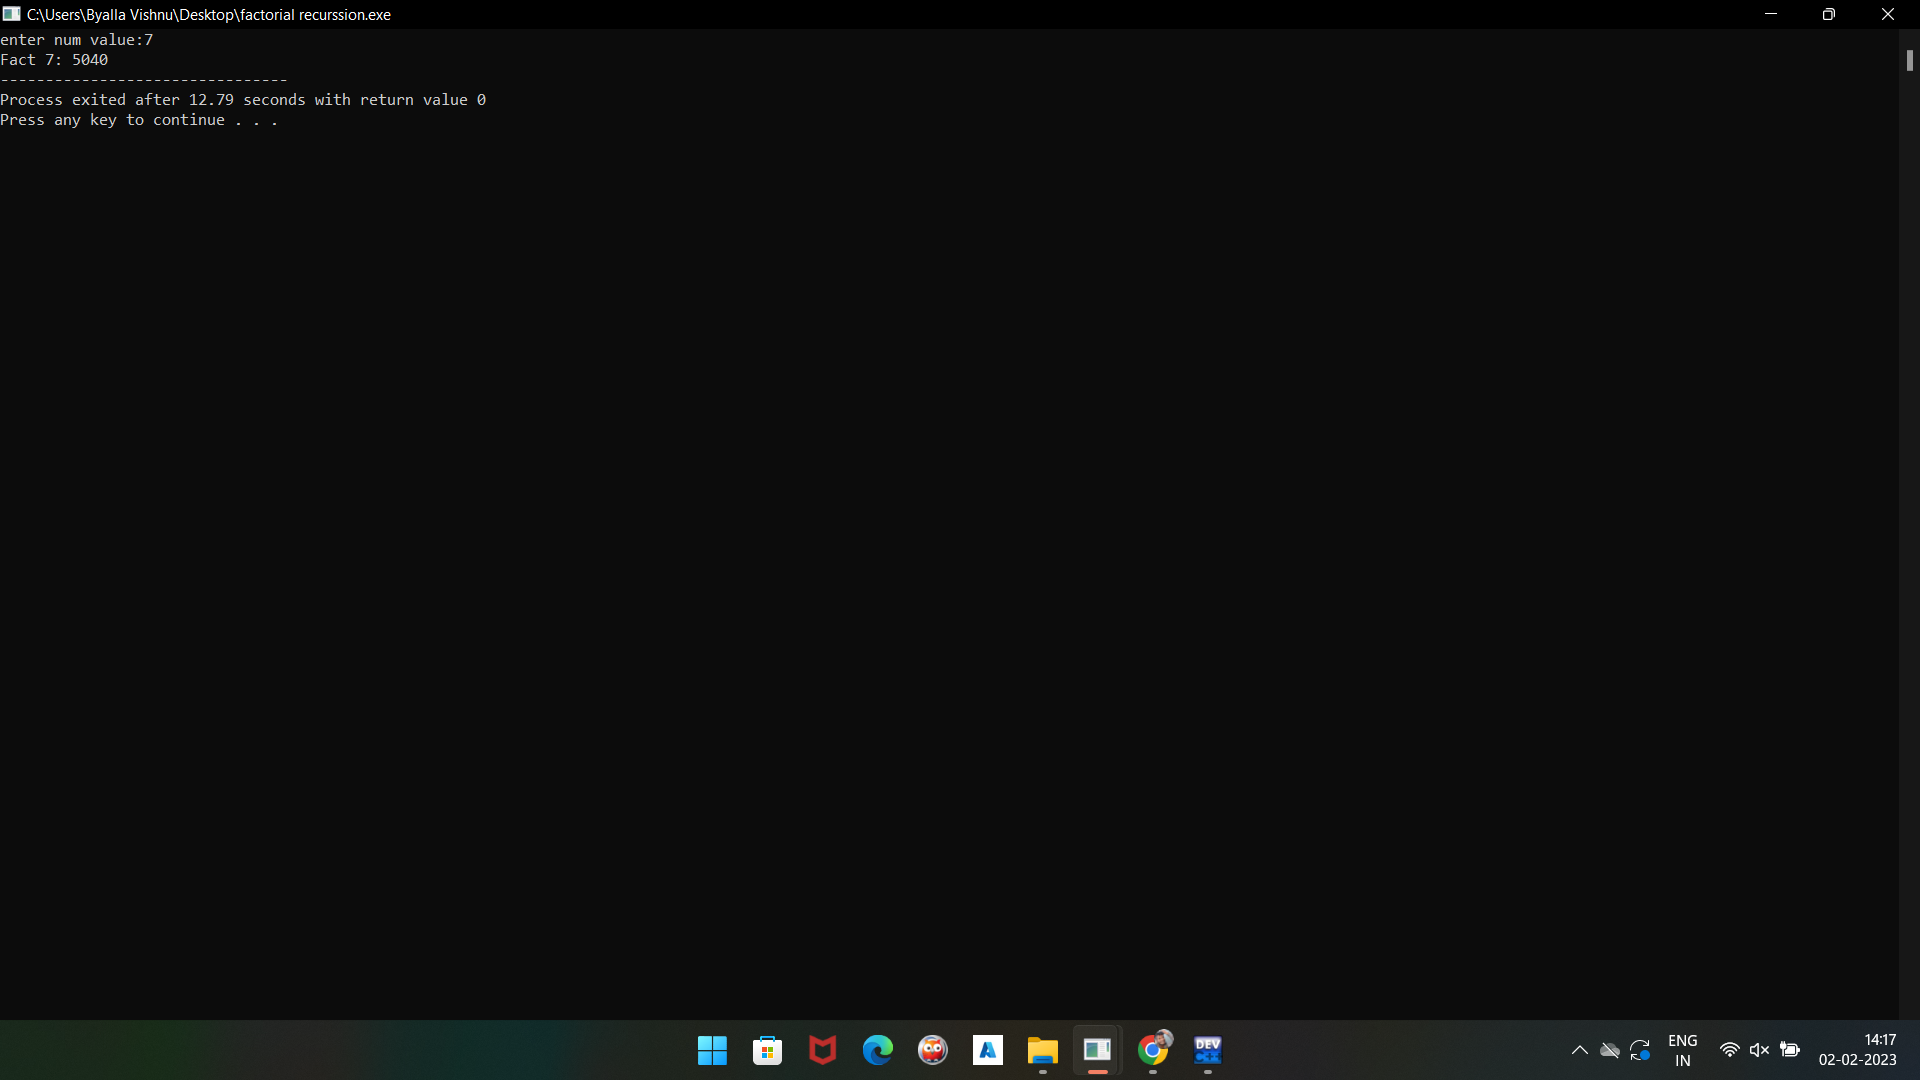 C:\Users\Byalla Vishnu\Desktop\factorial recurssion.exe
enter num value:7
Fact 7: 5040
--------------------------------
Process exited after 12.79 seconds with return value 0
Press any key to continue . . .
DEV
C++
ENG
IN
14:17
02-02-2023